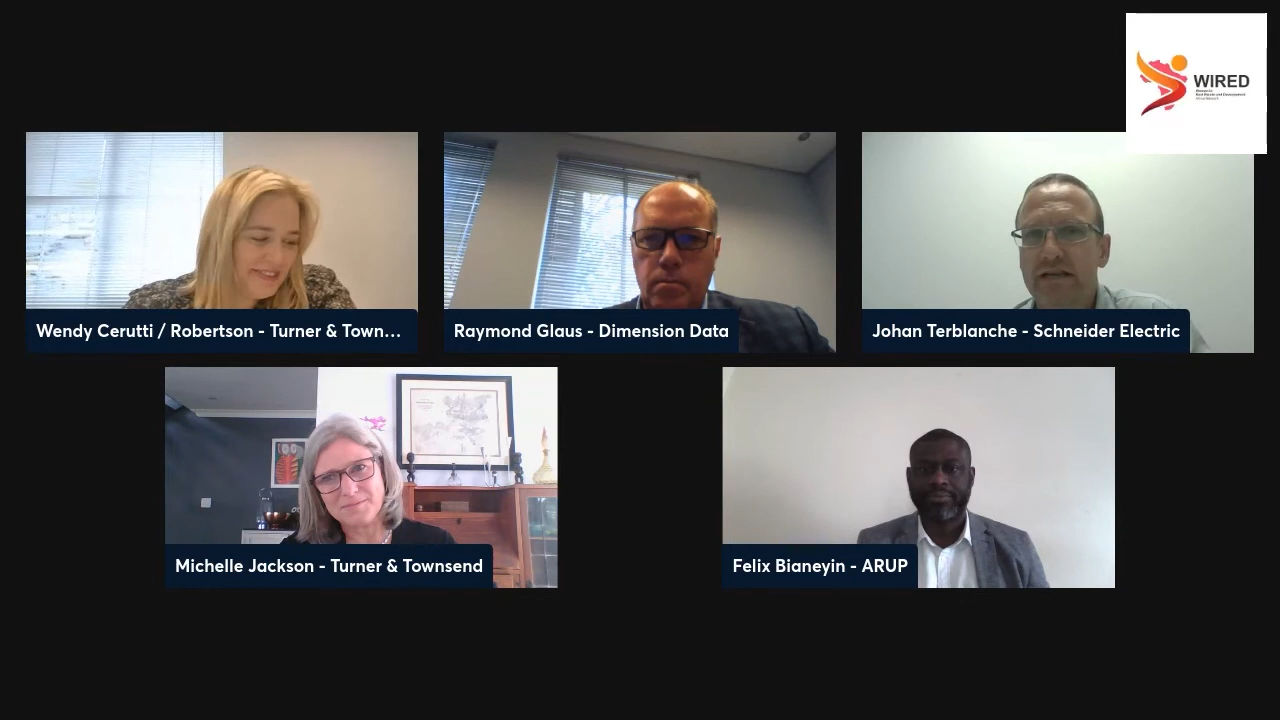 WIRED
Wendy Cerutti / Robertson - Turner & Town...
Raymond Glaus - Dimension Data
Johan Terblanche - Schneider Electric
Michelle Jackson - Turner & Townsend
Felix Bianeyin - ARUP